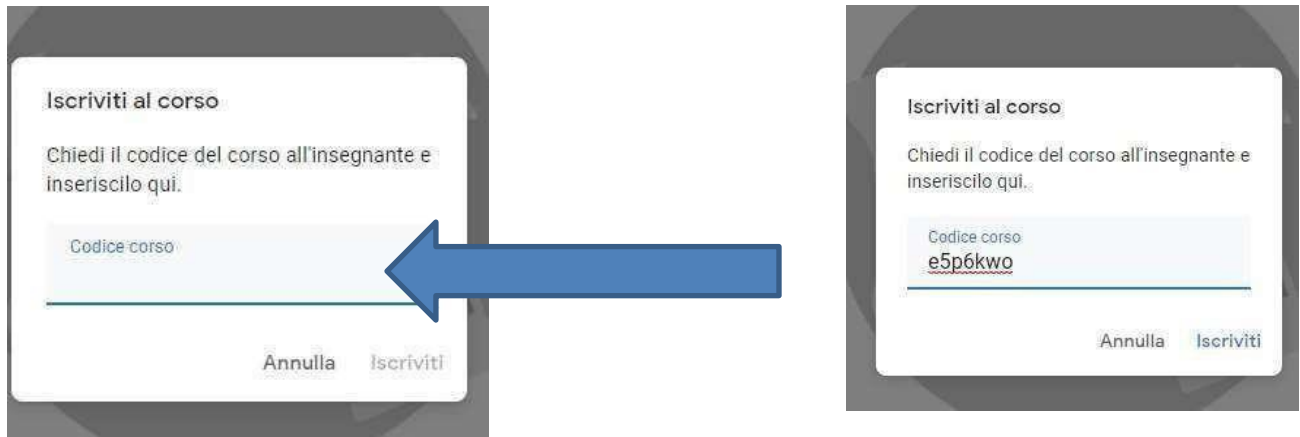 Iscriviti al corso
Chiedi il codice del corso all'insegnante e
inseriscilo qui.
Codice corso
Annulla Iscriviti
Iscriviti al corso
Chiedi il codice del corso all'insegnante e
inseriscilo qui.
Codice corso
e5p6kwo
Annulla Iscriviti